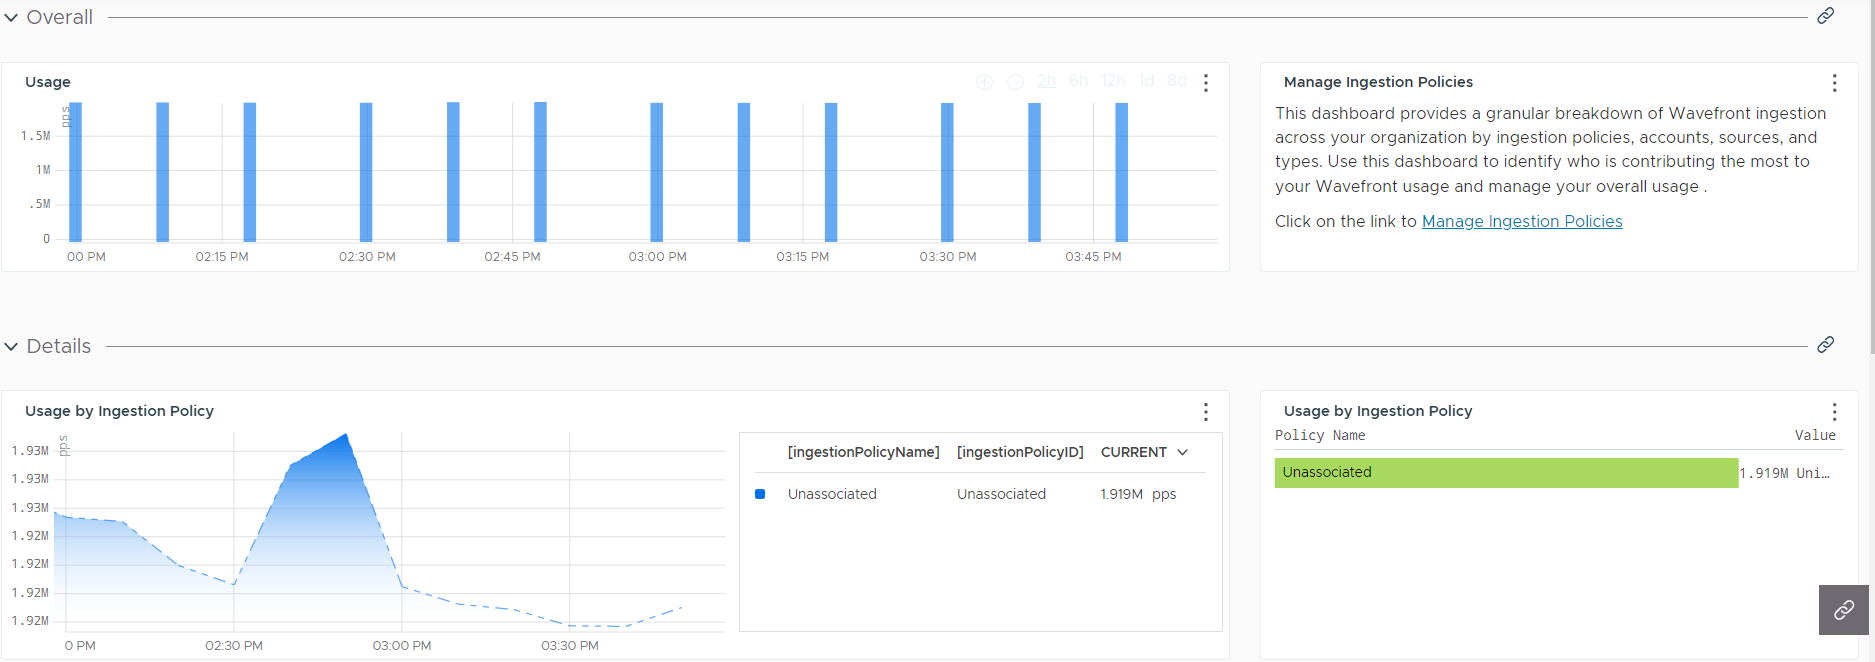 Overall
Usage
2h 6h 12h 1d 8d
pps
1.5M
1M
.5M
0
00 PM 02:15 PM 02:30 PM 02:45 PM 03:00 PM 03:15 PM 03:30 PM 03:45 PM
Manage Ingestion Policies
This dashboard provides a granular breakdown of Wavefront ingestion
across your organization by ingestion policies, accounts, sources, and
types. Use this dashboard to identify who is contributing the most to
your Wavefront usage and manage your overall usage .
Click on the link to Manage Ingestion Policies
Details
Usage by Ingestion Policy
pps
1.93M
1.93M
1.93M
1.92M
1.92M
1.92M
1.92M
0 PM 02:30 PM 03:00 PM 03:30 PM
[ingestionPolicyName] [ingestionPolicyID] CURRENT
Unassociated Unassociated 1.919M pps
Usage by Ingestion Policy
Policy Name Value
Unassociated 1.919M Uni…